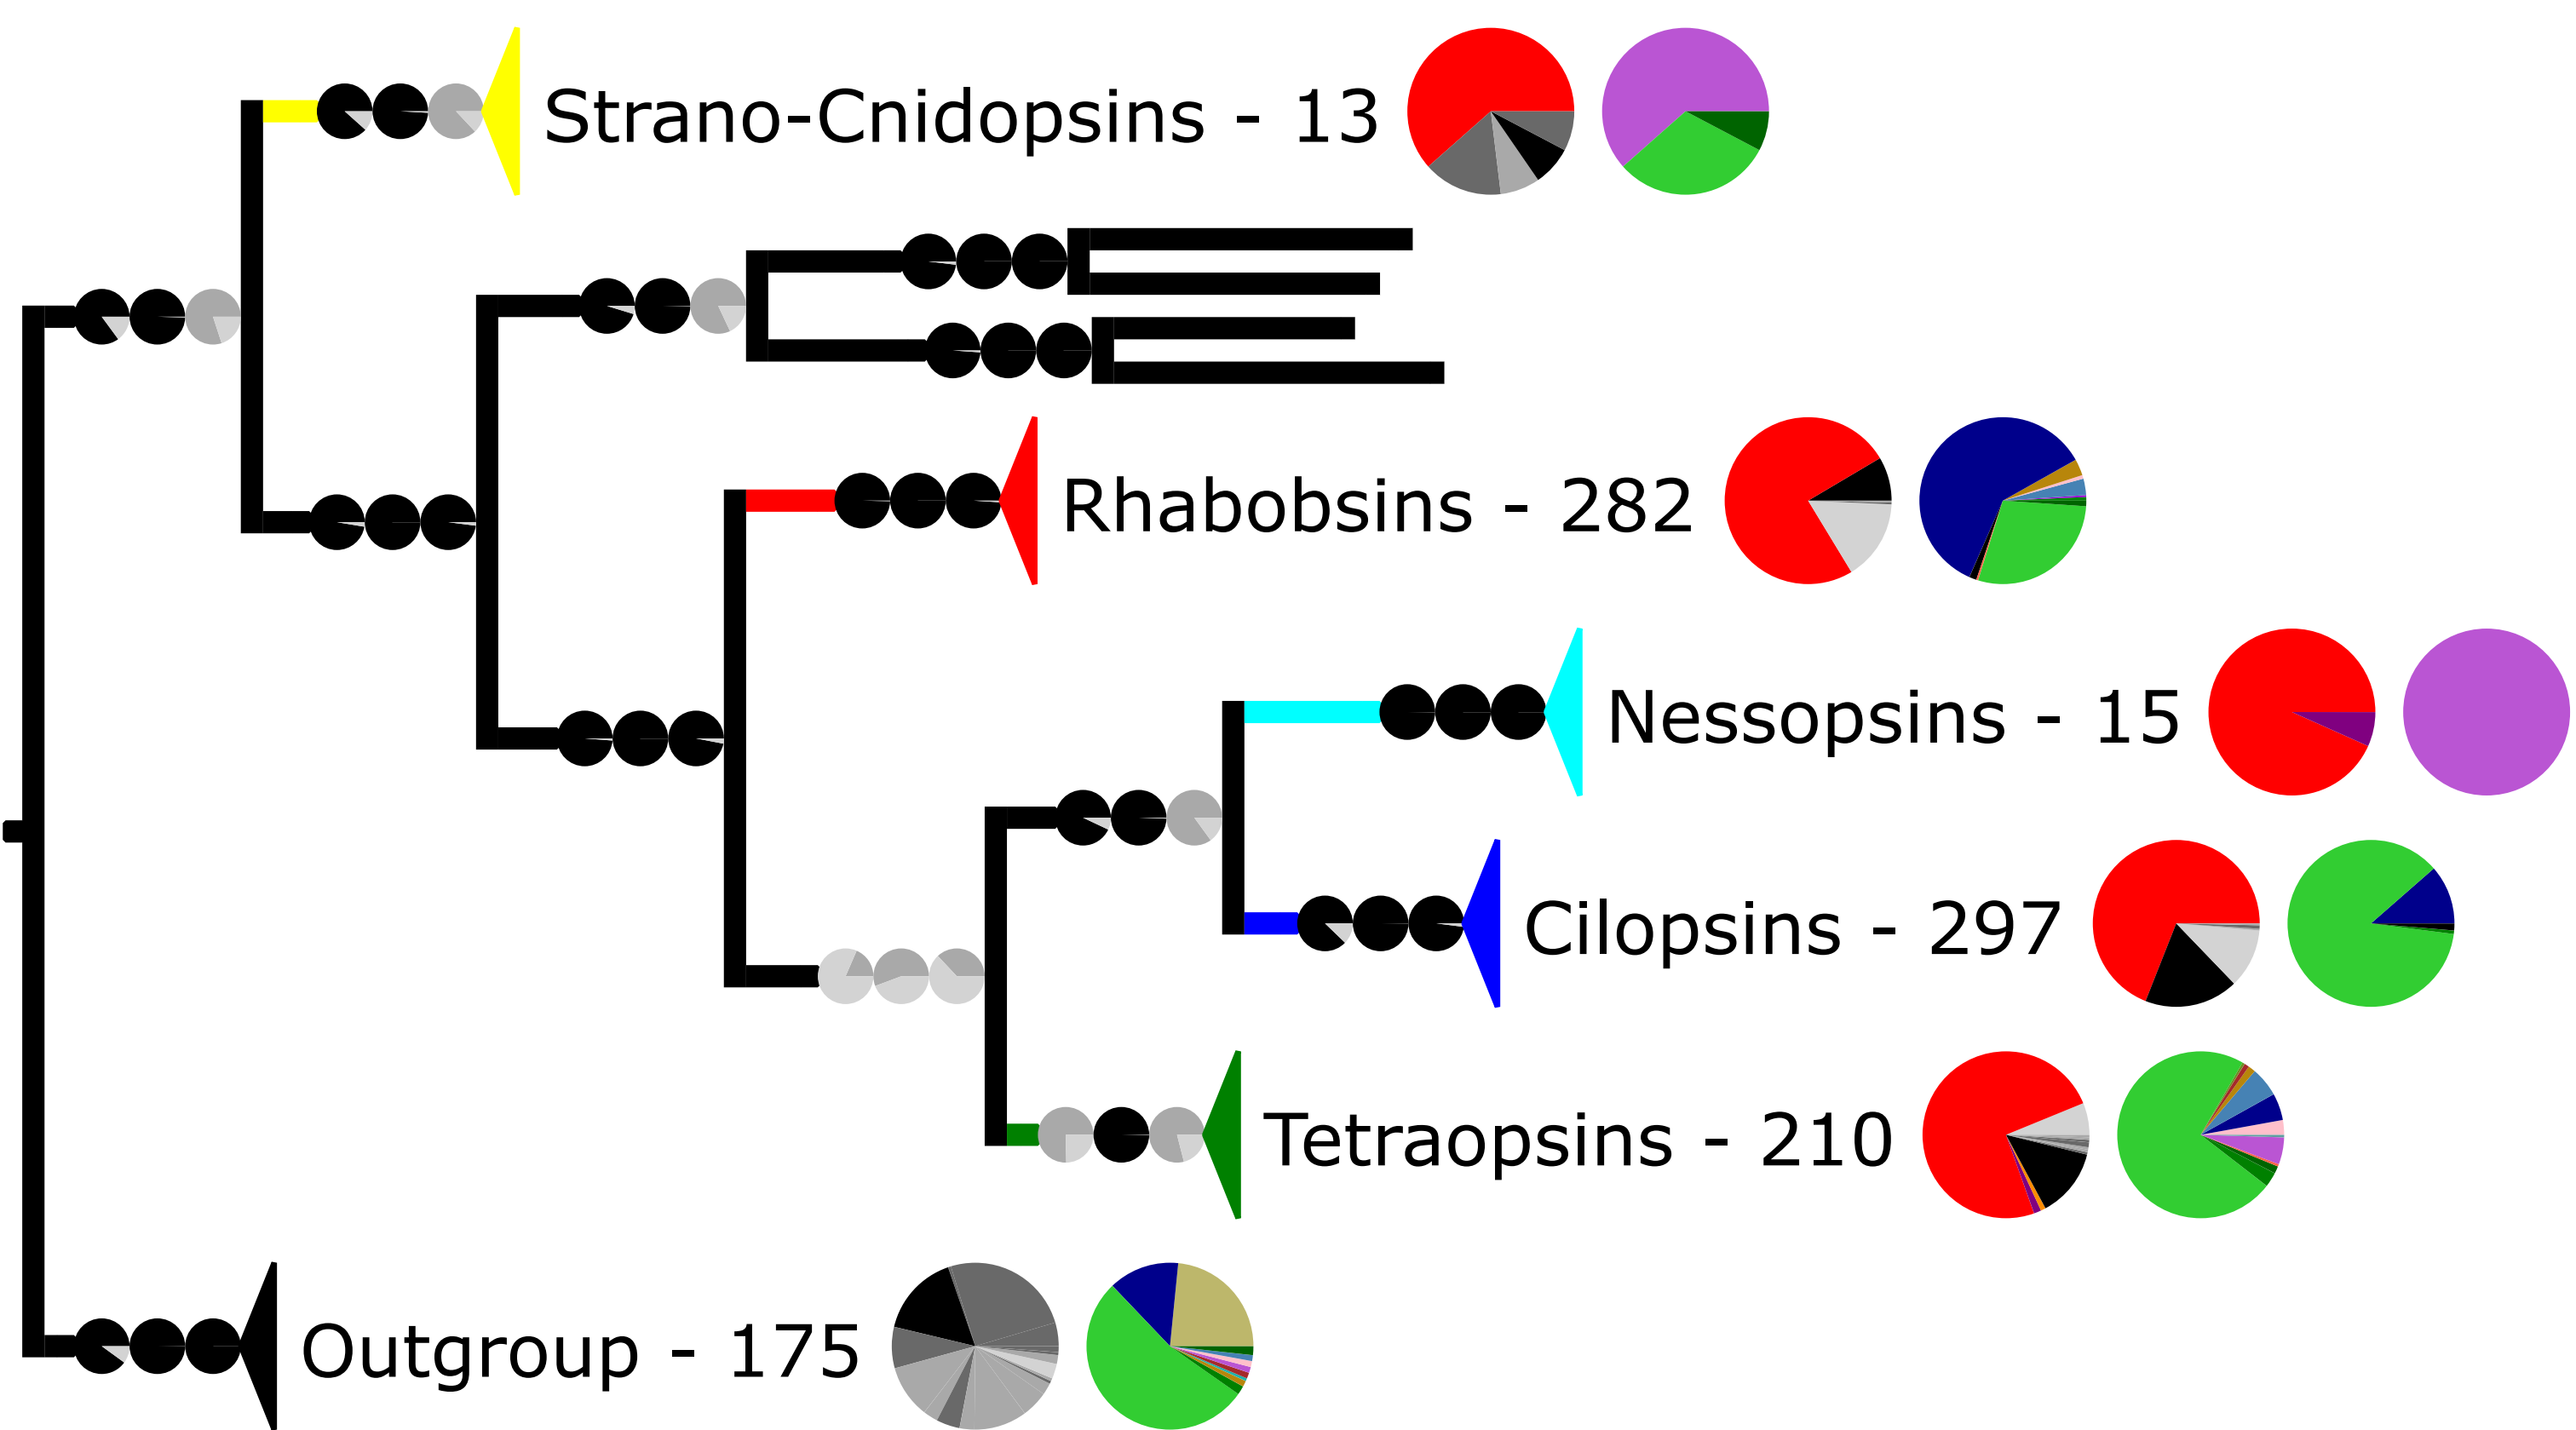 Strano-Cnidopsins - 13
Rhabobsins - 282
Nessopsins - 15
Cilopsins - 297
Tetraopsins - 210
Outgroup - 175